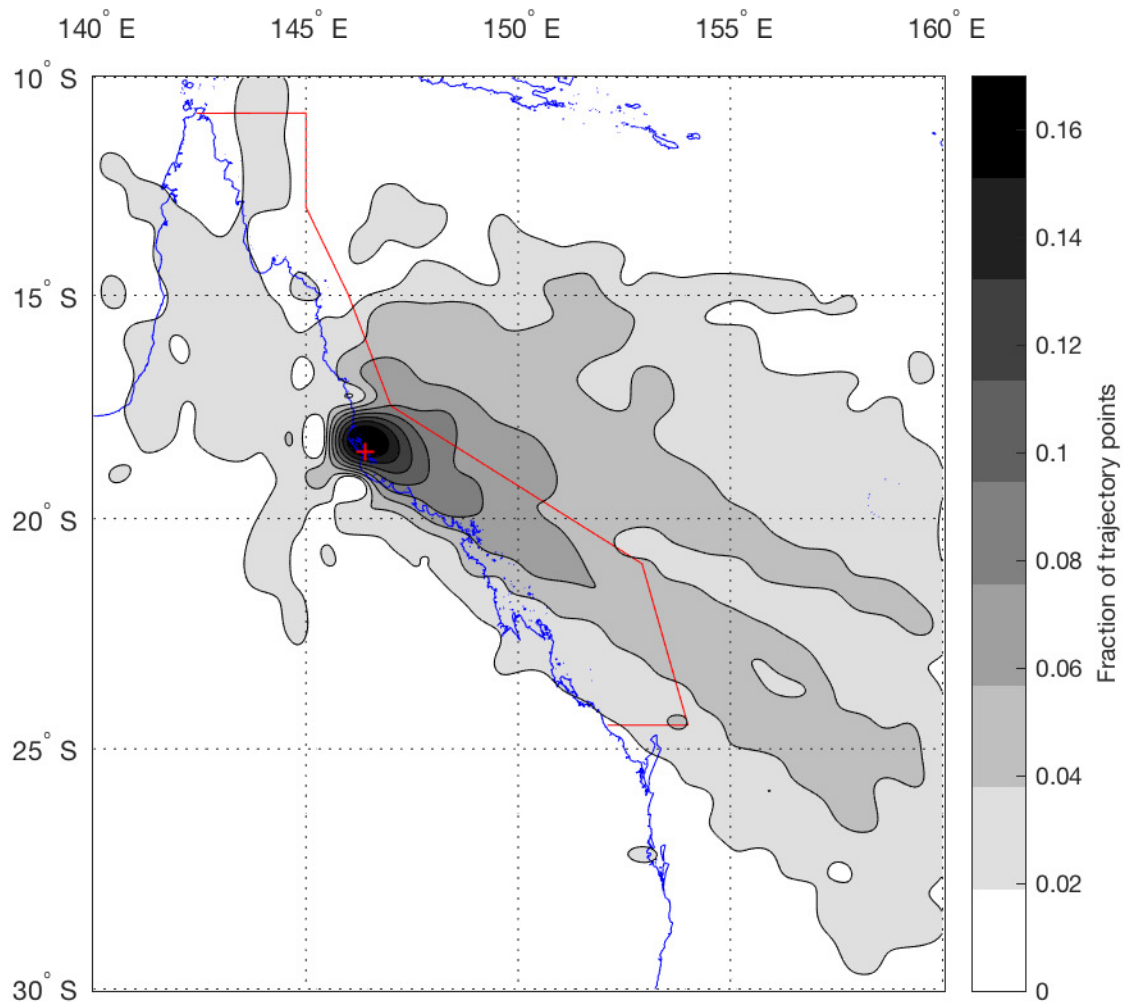 140° E 145° E 150° E 155° E 160° E
10° S
15° S
20° S
25° S
30° S
0.16
0.14
0.12
0.1
0.08
0.06
0.04
0.02
0
Fraction of trajectory points